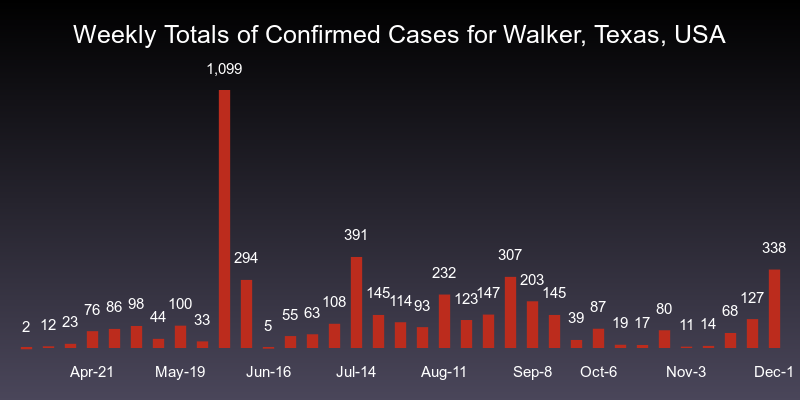 Weekly Totals of Confirmed Cases for Walker, Texas, USA
1,099
391
338
294
307
232
203
145 114 93 123 147 145
127
108
76 86 98 100 87 80
55 63 68
44 33 39
2 12 23 5 19 17 11 14
Apr-21 May-19 Jun-16 Jul-14 Aug-11 Sep-8 Oct-6 Nov-3 Dec-1